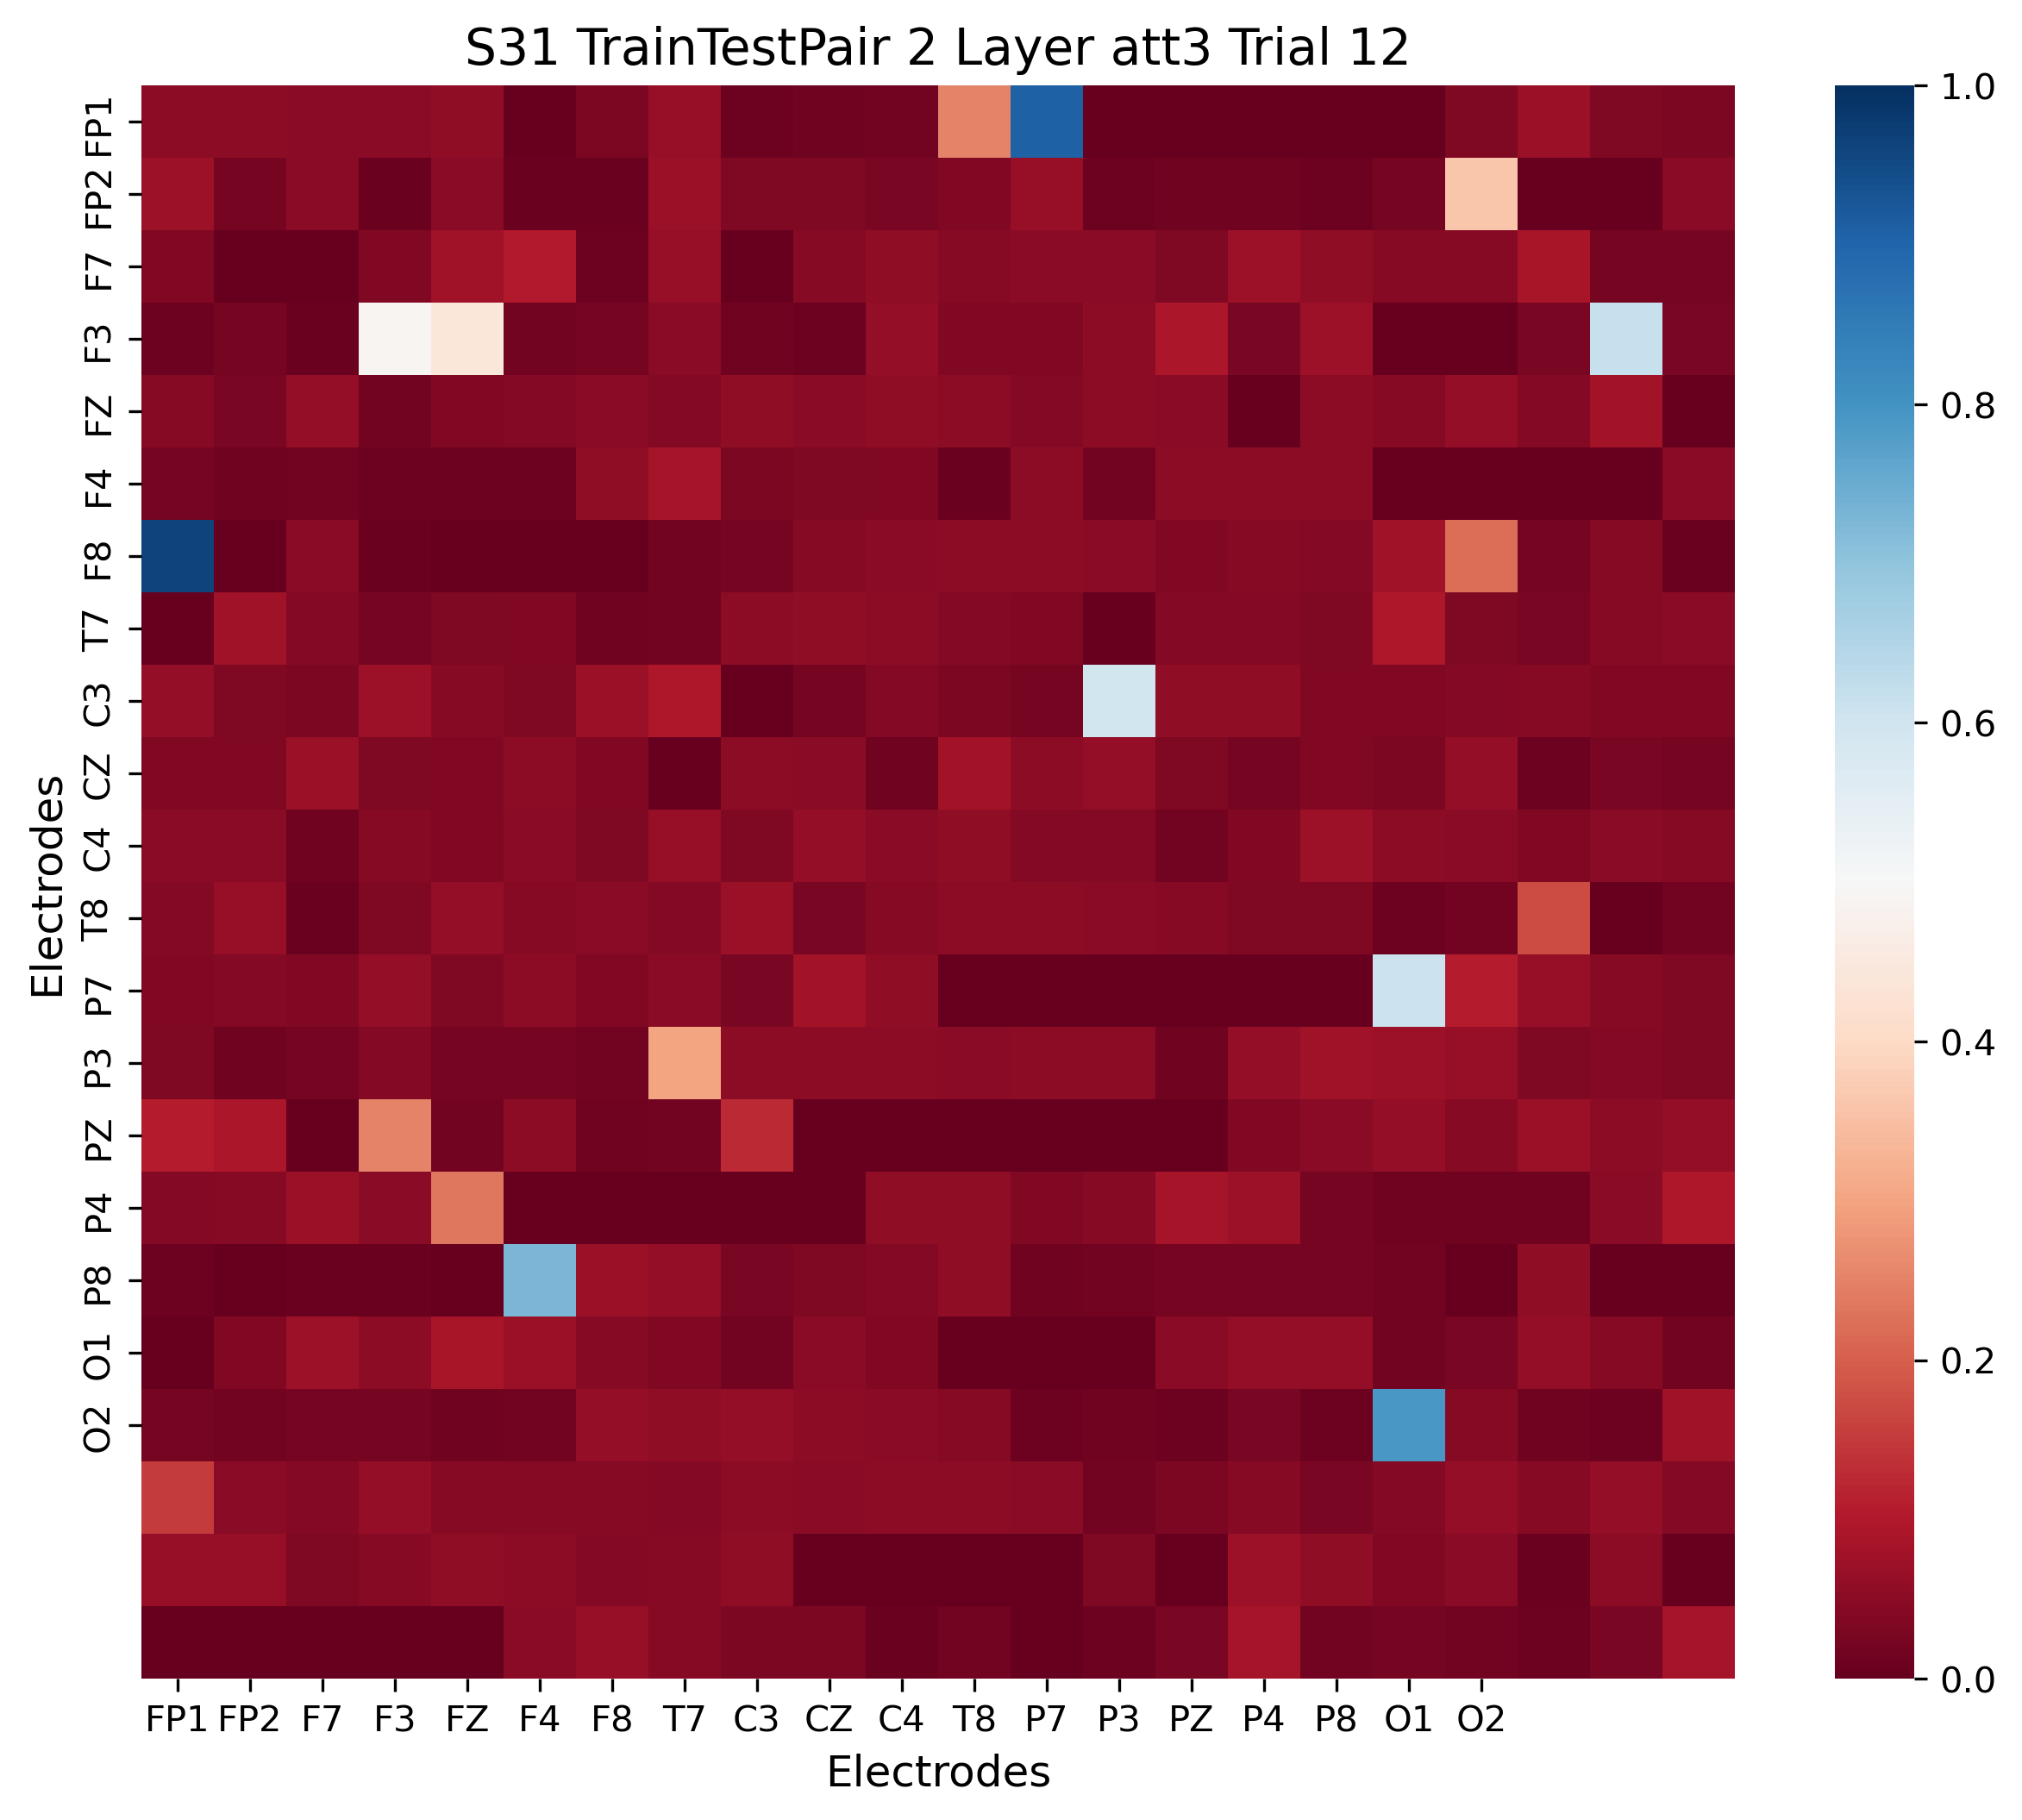 S31 TrainTestPair 2 Layer att3 Trial 12
Electrodes
FP1
FP2
F7
F3
FZ
F4
F8
T7
C3
CZ
C4
T8
P7
P3
PZ
P4
P8
O1
O2
FP1 FP2 F7 F3 FZ F4 F8 T7 C3 CZ C4 T8 P7 P3 PZ P4 P8 O1 O2
Electrodes
1.0
0.8
0.6
0.4
0.2
0.0